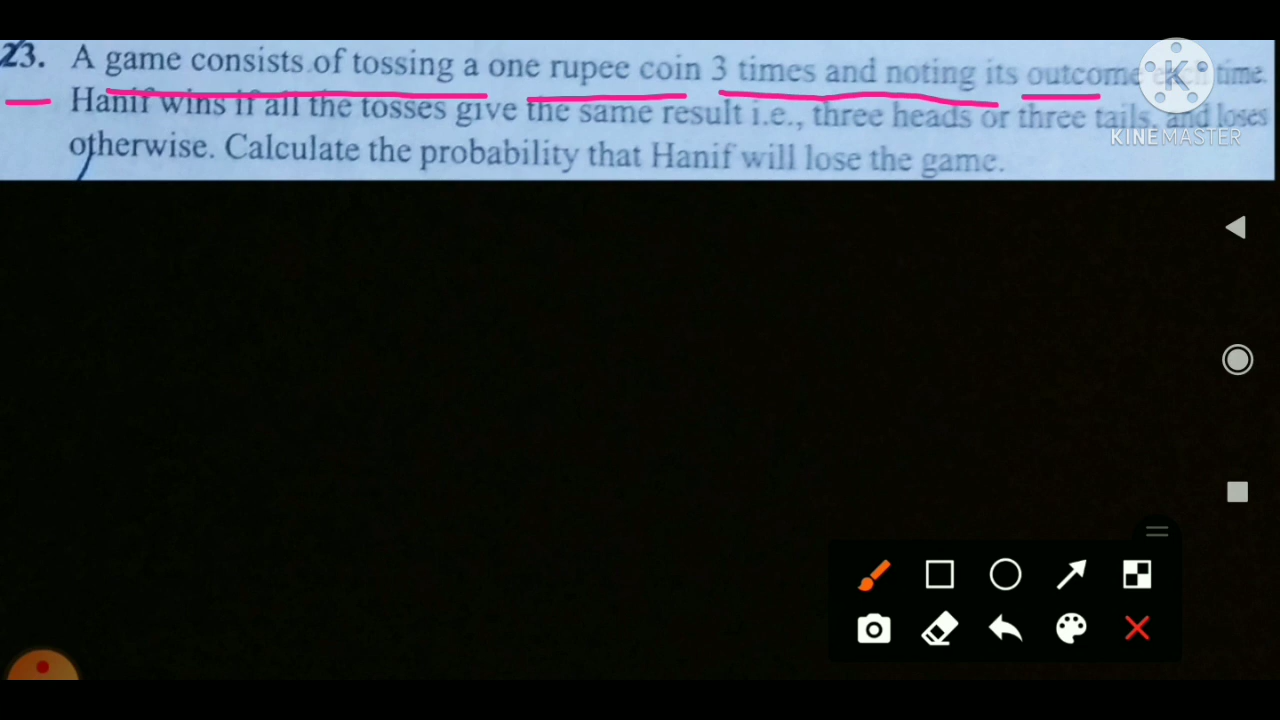 23. A game consists of tossing a one rupee coin 3 times and noting its outcome each time.
Hanif wins if all the tosses give the same result i.e., three heads or three tails, and loses
otherwise. Calculate the probability that Hanif will lose the game.
K
KINEMASTER